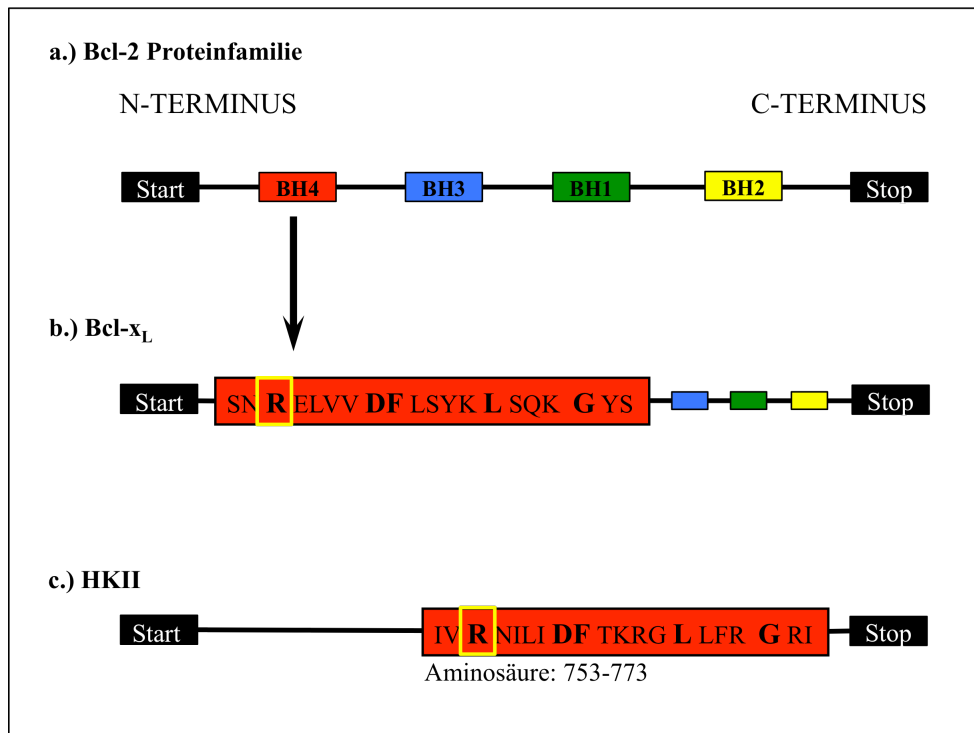 a.) Bcl-2 Proteinfamilie
N-TERMINUS C-TERMINUS
Start BH4 BH3 BH1 BH2 Stop
b.) Bcl-xL
Start SN R ELVV DF LSYK L SQK G YS Stop
c.) HKII
Start IV R NILI DF TKRG L LFR G RI Stop
Aminosäure: 753-773